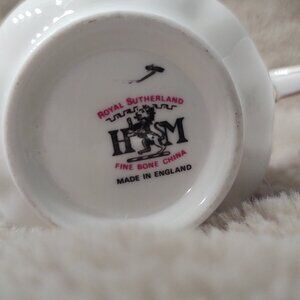 ROYAL SUTHERLAND
H M
FINE BONE CHINA
MADE IN ENGLAND